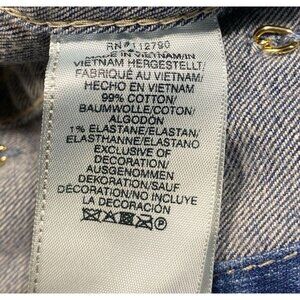 RN#112790
MADE IN VIETNAM/IN
VIETNAM HERGESTELLT/
FABRIQUÉ AU VIETNAM/
HECHO EN VIETNAM
99% COTTON/
BAUMWOLLE/COTON/
ALGODÓN
1% ELASTANE/ELASTAN/
ELASTHANNE/ELASTANO
EXCLUSIVE OF
DECORATION/
AUSGENOMMEN
DEKORATION/SAUF
DÉCORATION/NO INCLUYE
LA DECORACIÓN
P